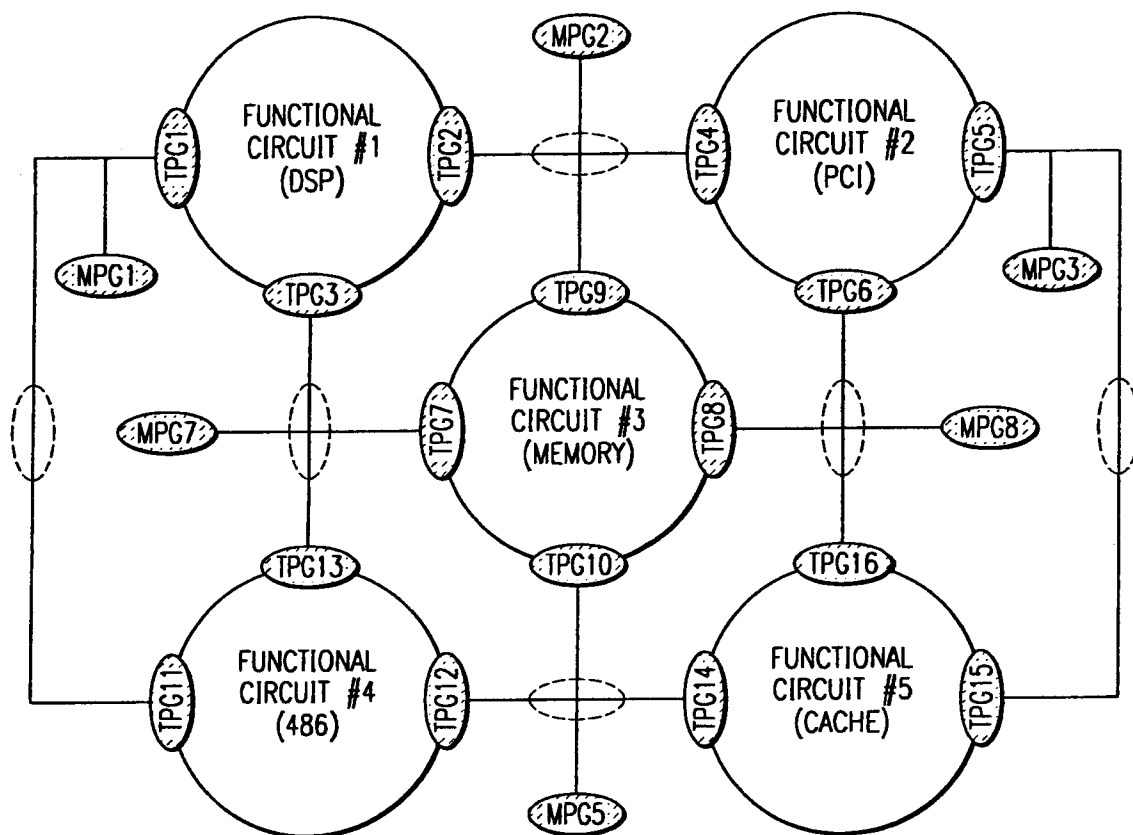 MPG2
FUNCTIONAL
CIRCUIT #1
(DSP)
TPG1
TPG2
FUNCTIONAL
CIRCUIT #2
(PCI)
TPG4
TPG5
MPG1
TPG3
TPG9
TPG6
MPG3
MPG7
TPG7
FUNCTIONAL
CIRCUIT #3
(MEMORY)
TPG8
MPG8
TPG13
TPG10
TPG16
TPG11
FUNCTIONAL
CIRCUIT #4
(486)
TPG12
TPG14
FUNCTIONAL
CIRCUIT #5
(CACHE)
TPG15
MPG5